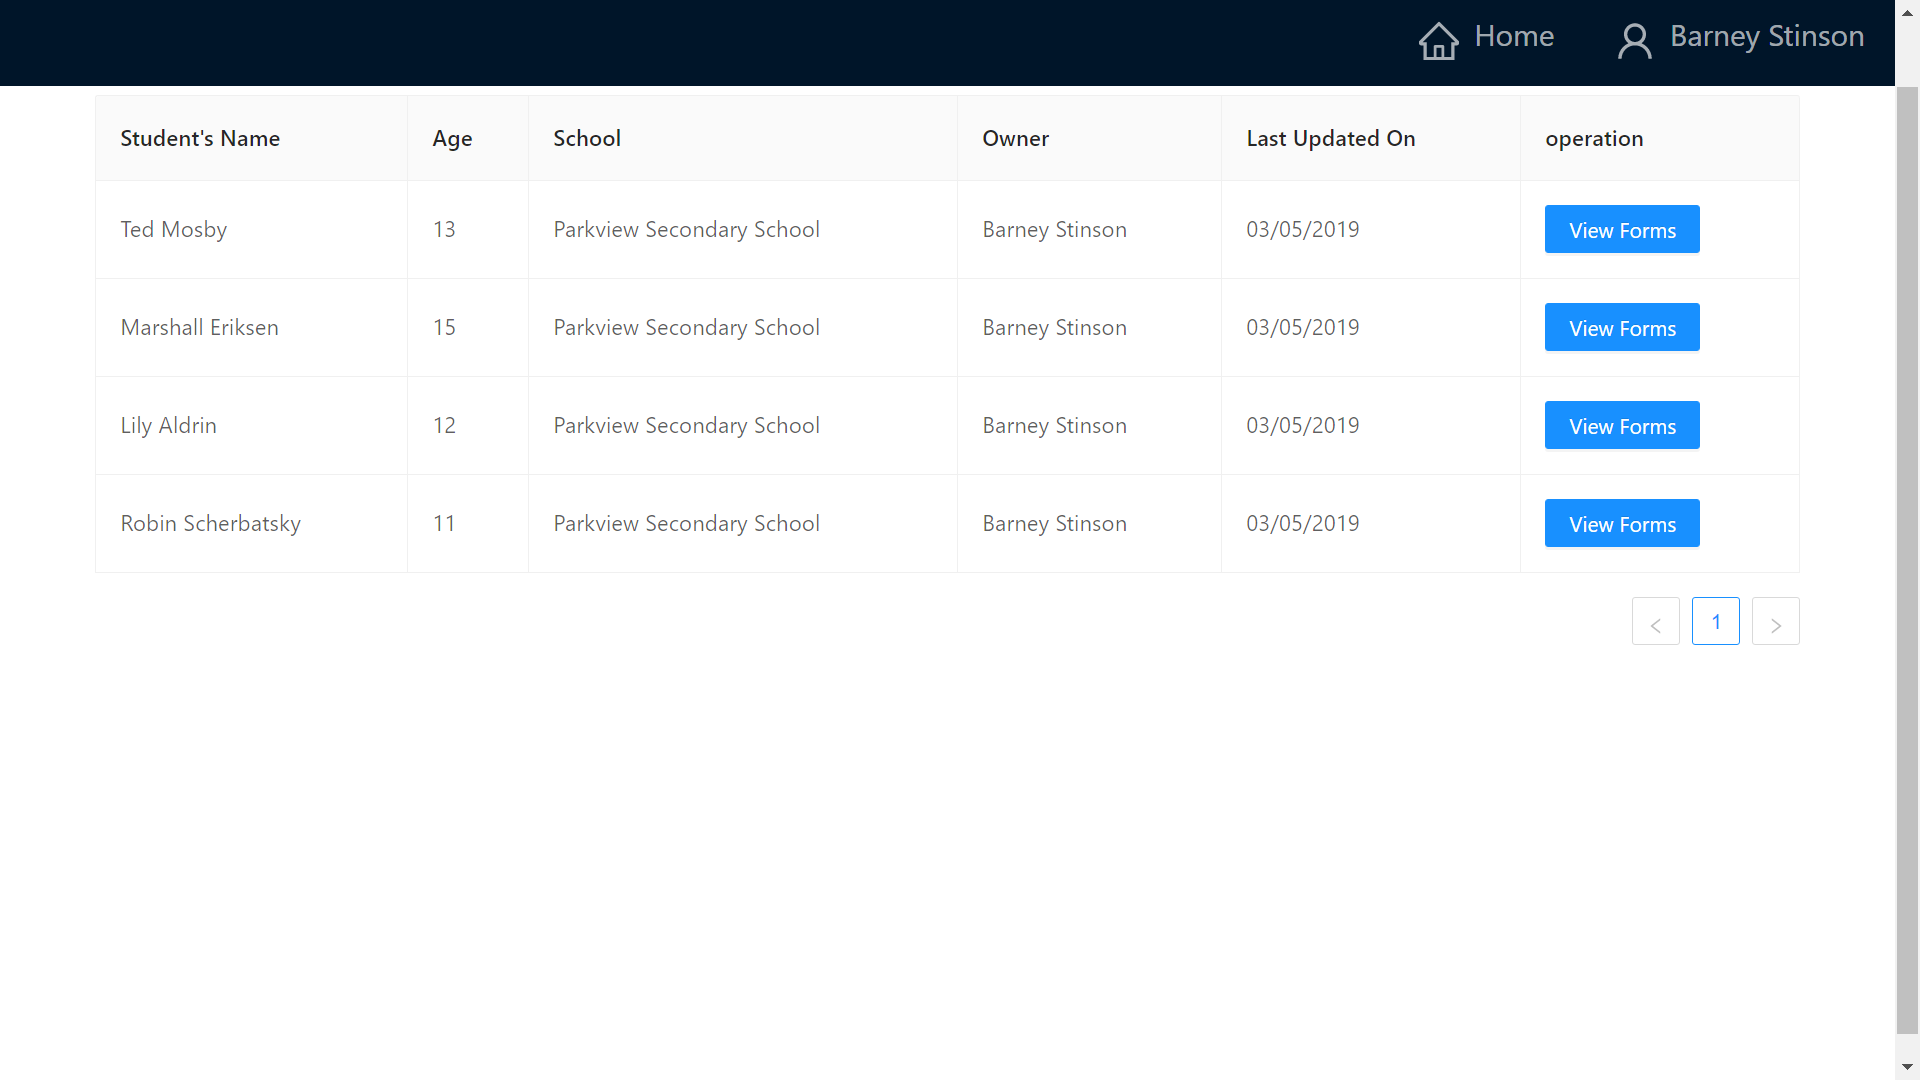 Home Barney Stinson
Student's Name Age School Owner Last Updated On operation
Ted Mosby 13 Parkview Secondary School Barney Stinson 03/05/2019 View Forms
Marshall Eriksen 15 Parkview Secondary School Barney Stinson 03/05/2019 View Forms
Lily Aldrin 12 Parkview Secondary School Barney Stinson 03/05/2019 View Forms
Robin Scherbatsky 11 Parkview Secondary School Barney Stinson 03/05/2019 View Forms
< 1 >